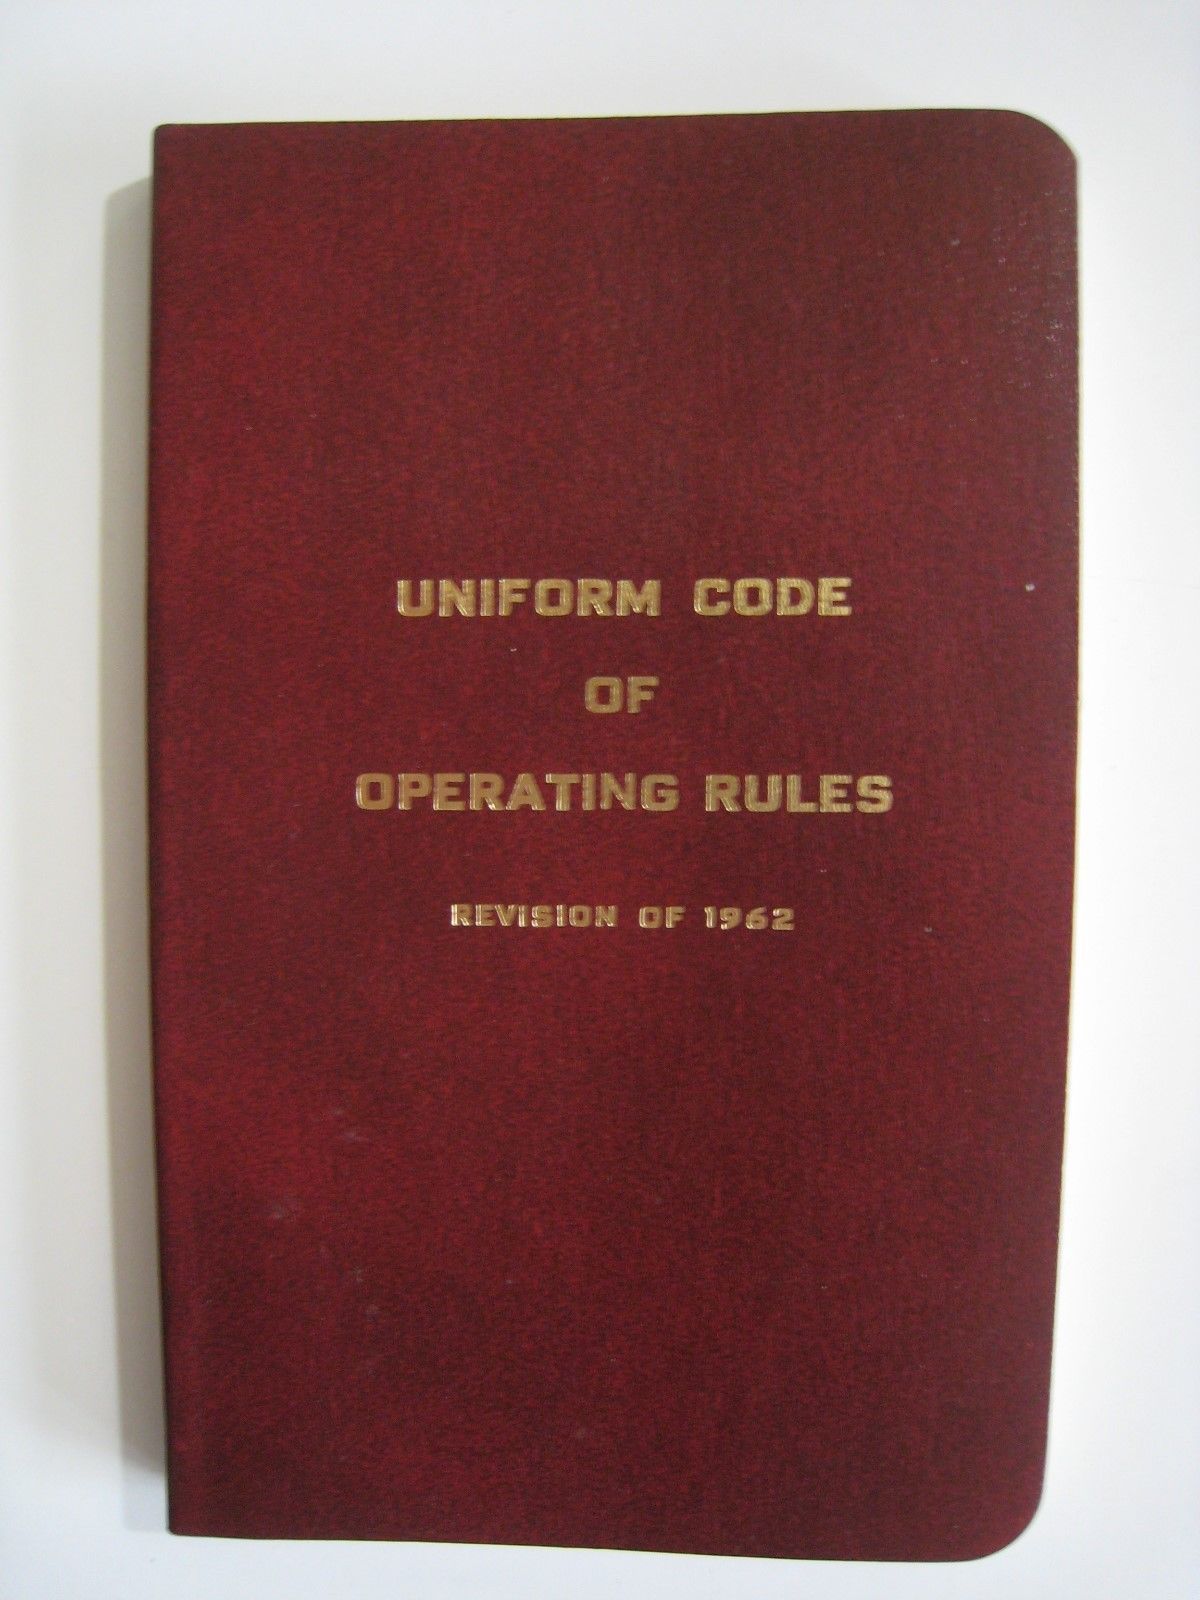 UNIFORM CODE
OF
OPERATING RULES
REVISION OF 1962